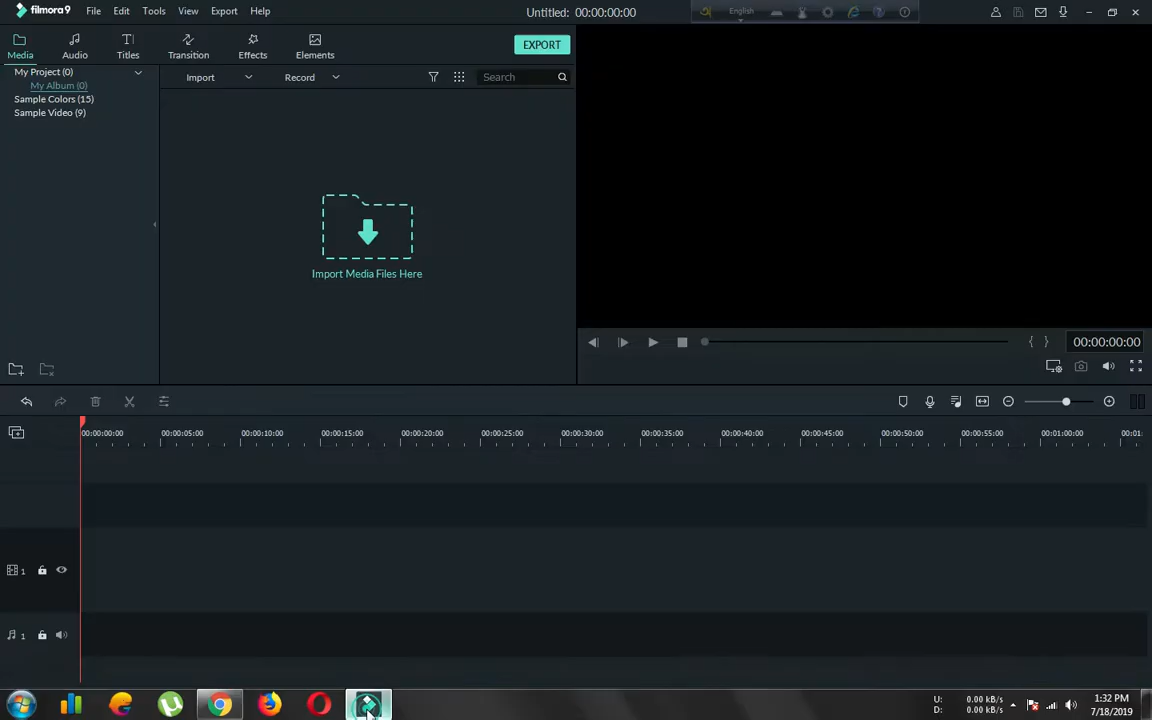 filmora9 File Edit Tools View Export Help Untitled: 00:00:00:00 English
Media Audio Titles Transition Effects Elements EXPORT
My Project (0) Import Record Search
My Album (0)
Sample Colors (15)
Sample Video (9)
Import Media Files Here
{ } 00:00:00:00
00:00:00:00 00:00:05:00 00:00:10:00 00:00:15:00 00:00:20:00 00:00:25:00 00:00:30:00 00:00:35:00 00:00:40:00 00:00:45:00 00:00:50:00 00:00:55:00 00:01:00:00 00:01:
1
1
U: 0.00 kB/s 1:32 PM
D: 0.00 kB/s 7/18/2019